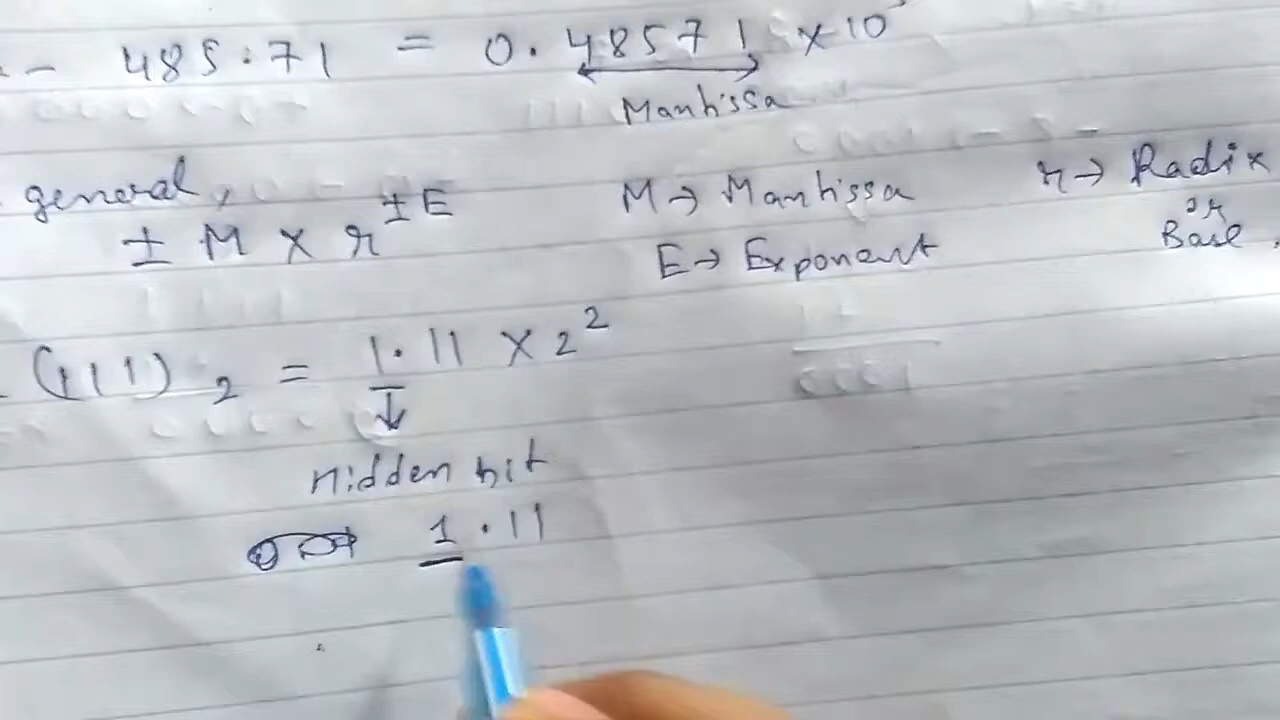 485.71 = 0.48571 × 10³
Mantissa
general,
± M × r^±E
M → Mantissa
E → Exponent
r → Radix
or
Base.
(111)₂ = 1.11 × 2²
↓
Hidden bit
1.11